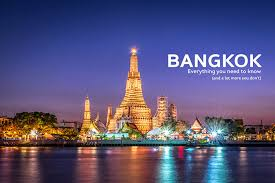 BANGKOK
Everything you need to know
(and a lot more you don't)